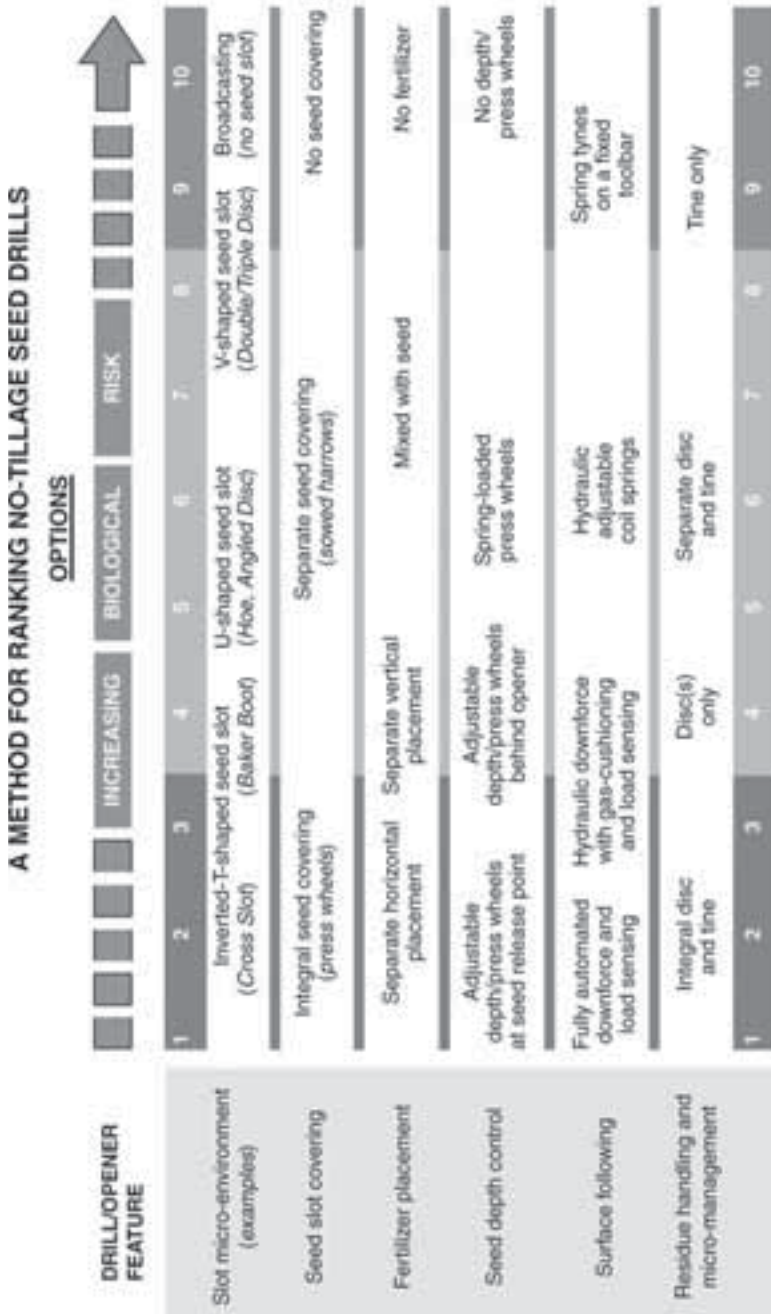 A METHOD FOR RANKING NO-TILLAGE SEED DRILLS
OPTIONS
DRILL/OPENER
FEATURE
INCREASING BIOLOGICAL RISK
1 2 3 4 5 6 7 8 9 10
Slot micro-environment
(examples)
Inverted-T-shaped seed slot
(Cross Slot) (Baker Boot)
U-shaped seed slot
(Hoe, Angled Disc)
V-shaped seed slot
(Double/Triple Disc)
Broadcasting
(no seed slot)
Seed slot covering
Integral seed covering
(press wheels)
Separate seed covering
(sowed harrows)
No seed covering
Fertilizer placement
Separate horizontal
placement
Separate vertical
placement
Mixed with seed
No fertilizer
Seed depth control
Adjustable
depth/press wheels
at seed release point
Adjustable
depth/press wheels
behind opener
Spring-loaded
press wheels
No depth/
press wheels
Surface following
Fully automated
downforce and
load sensing
Hydraulic downforce
with gas-cushioning
and load sensing
Hydraulic
adjustable
coil springs
Spring tynes
on a fixed
toolbar
Residue handling and
micro-management
Integral disc
and tine
Disc(s)
only
Separate disc
and tine
Tine only
1 2 3 4 5 6 7 8 9 10